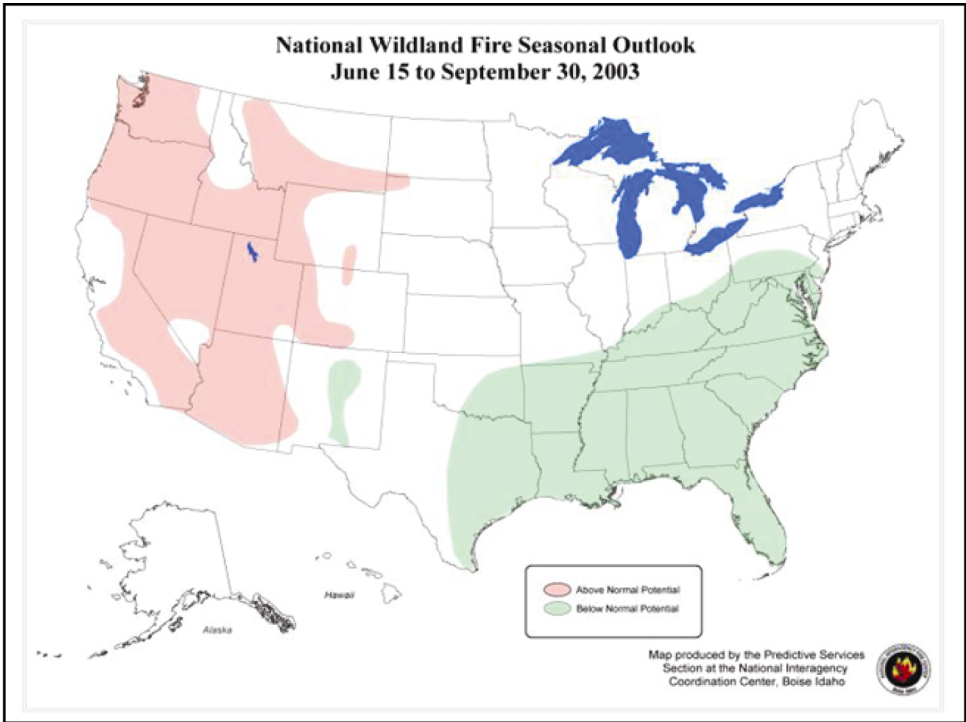 National Wildland Fire Seasonal Outlook
June 15 to September 30, 2003
Hawaii
Alaska
Above Normal Potential
Below Normal Potential
Map produced by the Predictive Services
Section at the National Interagency
Coordination Center, Boise Idaho